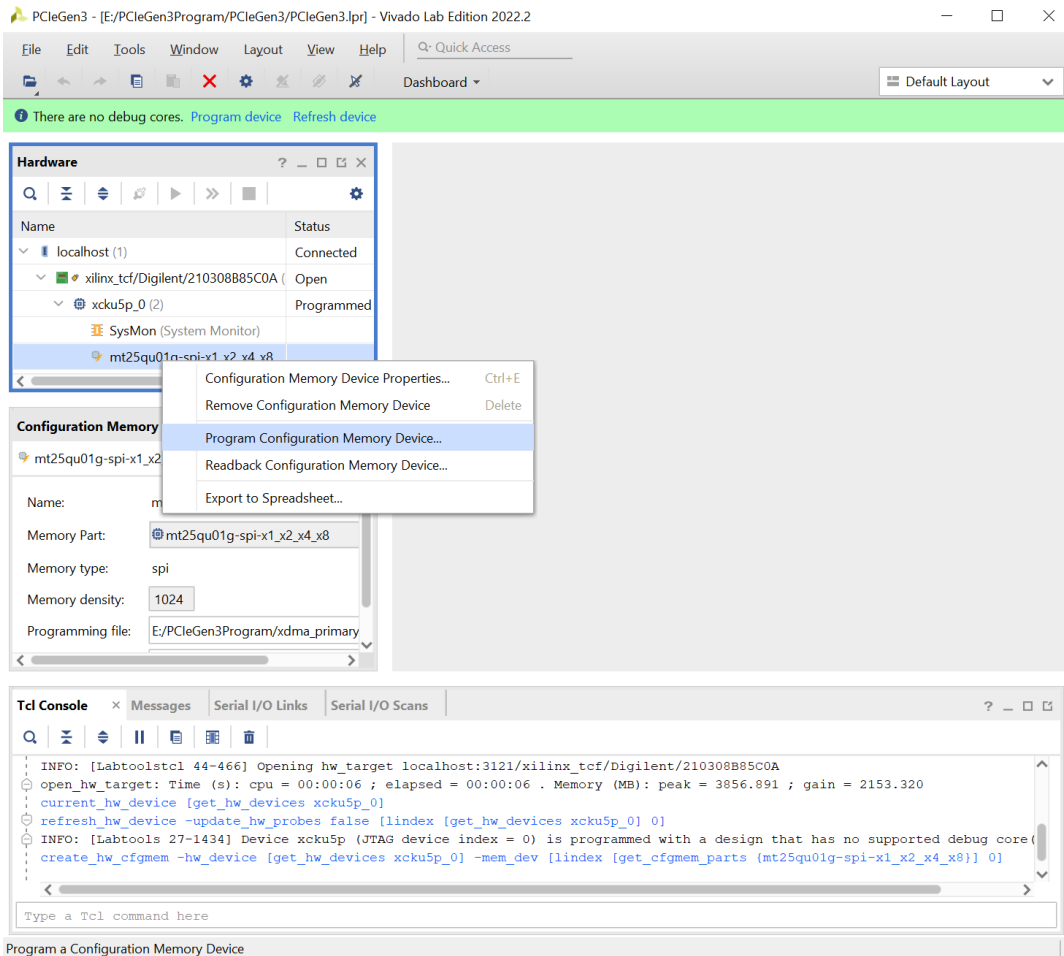 PCIeGen3 - [E:/PCIeGen3Program/PCIeGen3/PCIeGen3.lpr] - Vivado Lab Edition 2022.2
File Edit Tools Window Layout View Help Quick Access
Dashboard Default Layout
There are no debug cores. Program device Refresh device
Hardware
Name Status
localhost (1) Connected
xilinx_tcf/Digilent/210308B85C0A ( Open
xcku5p_0 (2) Programmed
SysMon (System Monitor)
mt25qu01g-spi-x1_x2_x4_x8
Configuration Memory Device Properties... Ctrl+E
Remove Configuration Memory Device Delete
Program Configuration Memory Device...
Readback Configuration Memory Device...
Export to Spreadsheet...
Configuration Memory
mt25qu01g-spi-x1_x2
Name: m
Memory Part: mt25qu01g-spi-x1_x2_x4_x8
Memory type: spi
Memory density: 1024
Programming file: E:/PCIeGen3Program/xdma_primary
Tcl Console Messages Serial I/O Links Serial I/O Scans
INFO: [Labtoolstcl 44-466] Opening hw_target localhost:3121/xilinx_tcf/Digilent/210308B85C0A
open_hw_target: Time (s): cpu = 00:00:06 ; elapsed = 00:00:06 . Memory (MB): peak = 3856.891 ; gain = 2153.320
current_hw_device [get_hw_devices xcku5p_0]
refresh_hw_device -update_hw_probes false [lindex [get_hw_devices xcku5p_0] 0]
INFO: [Labtools 27-1434] Device xcku5p (JTAG device index = 0) is programmed with a design that has no supported debug core(
create_hw_cfgmem -hw_device [get_hw_devices xcku5p_0] -mem_dev [lindex [get_cfgmem_parts {mt25qu01g-spi-x1_x2_x4_x8}] 0]
Type a Tcl command here
Program a Configuration Memory Device